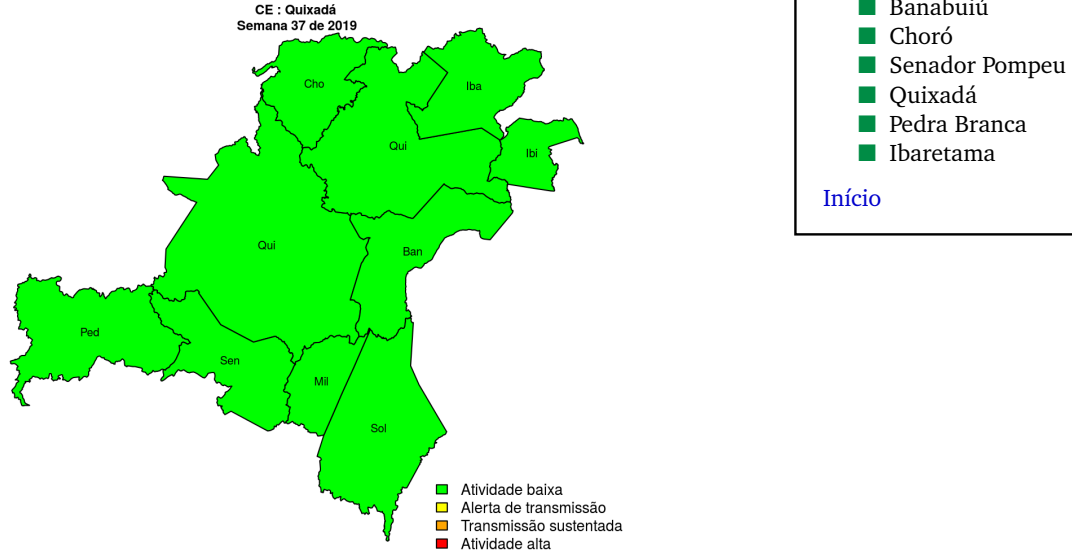 CE : Quixadá
Semana 37 de 2019
Cho
Iba
Qui
Ibi
Qui
Ban
Ped
Sen
Mil
Sol
Atividade baixa
Alerta de transmissão
Transmissão sustentada
Atividade alta
Banabuiú
Choró
Senador Pompeu
Quixadá
Pedra Branca
Ibaretama
Início